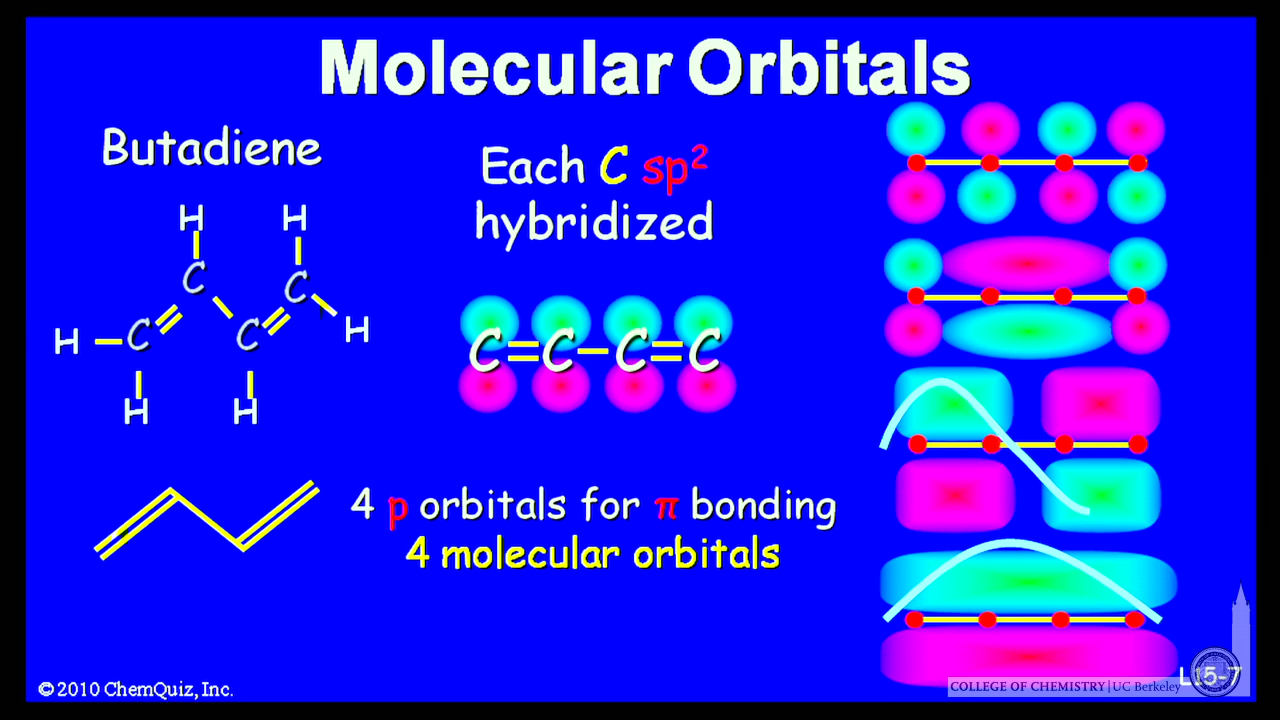 Molecular Orbitals
Butadiene
Each C sp²
hybridized
H H
C C
H C C H
H H
C=C–C=C
4 p orbitals for π bonding
4 molecular orbitals
© 2010 ChemQuiz, Inc.
L15-7
COLLEGE OF CHEMISTRY | UC Berkeley